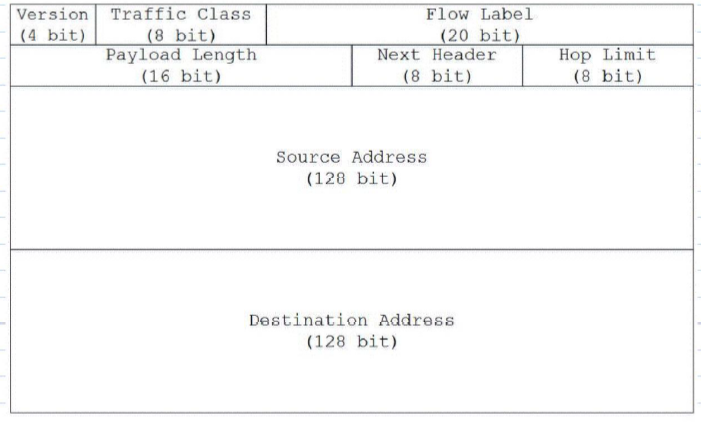 Version Traffic Class Flow Label
(4 bit) (8 bit) (20 bit)
Payload Length Next Header Hop Limit
(16 bit) (8 bit) (8 bit)
Source Address
(128 bit)
Destination Address
(128 bit)